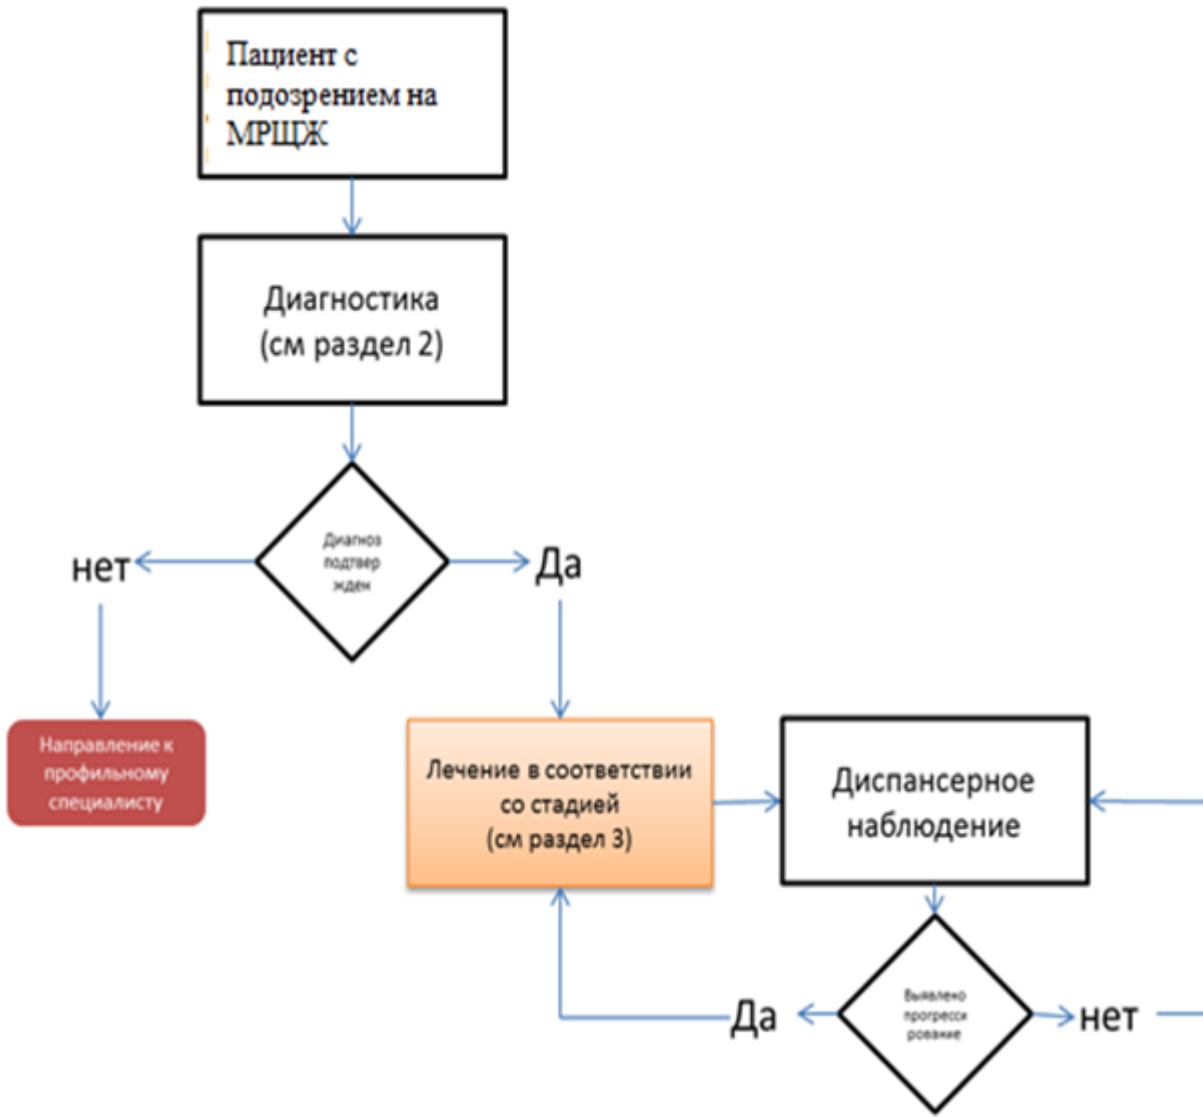 Пациент с
подозрением на
МРЩЖ
Диагностика
(см раздел 2)
Диагноз
подтвер
жден
нет
Да
Направление к
профильному
специалисту
Лечение в соответствии
со стадией
(см раздел 3)
Диспансерное
наблюдение
Выявлено
прогресси
рование
Да
нет